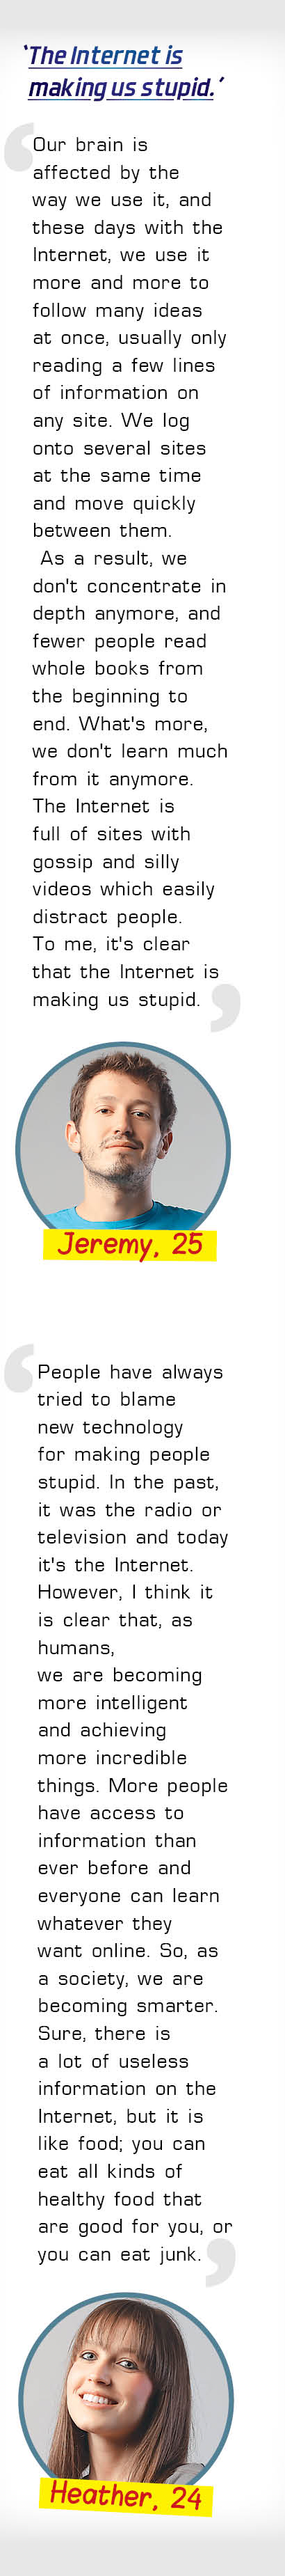 ‘The Internet is
making us stupid.’
‘Our brain is
affected by the
way we use it, and
these days with the
Internet, we use it
more and more to
follow many ideas
at once, usually only
reading a few lines
of information on
any site. We log
onto several sites
at the same time
and move quickly
between them.
As a result, we
don't concentrate in
depth anymore, and
fewer people read
whole books from
the beginning to
end. What's more,
we don't learn much
from it anymore.
The Internet is
full of sites with
gossip and silly
videos which easily
distract people.
To me, it's clear
that the Internet is
making us stupid.’
Jeremy, 25
‘People have always
tried to blame
new technology
for making people
stupid. In the past,
it was the radio or
television and today
it's the Internet.
However, I think it
is clear that, as
humans,
we are becoming
more intelligent
and achieving
more incredible
things. More people
have access to
information than
ever before and
everyone can learn
whatever they
want online. So, as
a society, we are
becoming smarter.
Sure, there is
a lot of useless
information on the
Internet, but it is
like food; you can
eat all kinds of
healthy food that
are good for you, or
you can eat junk.’
Heather, 24